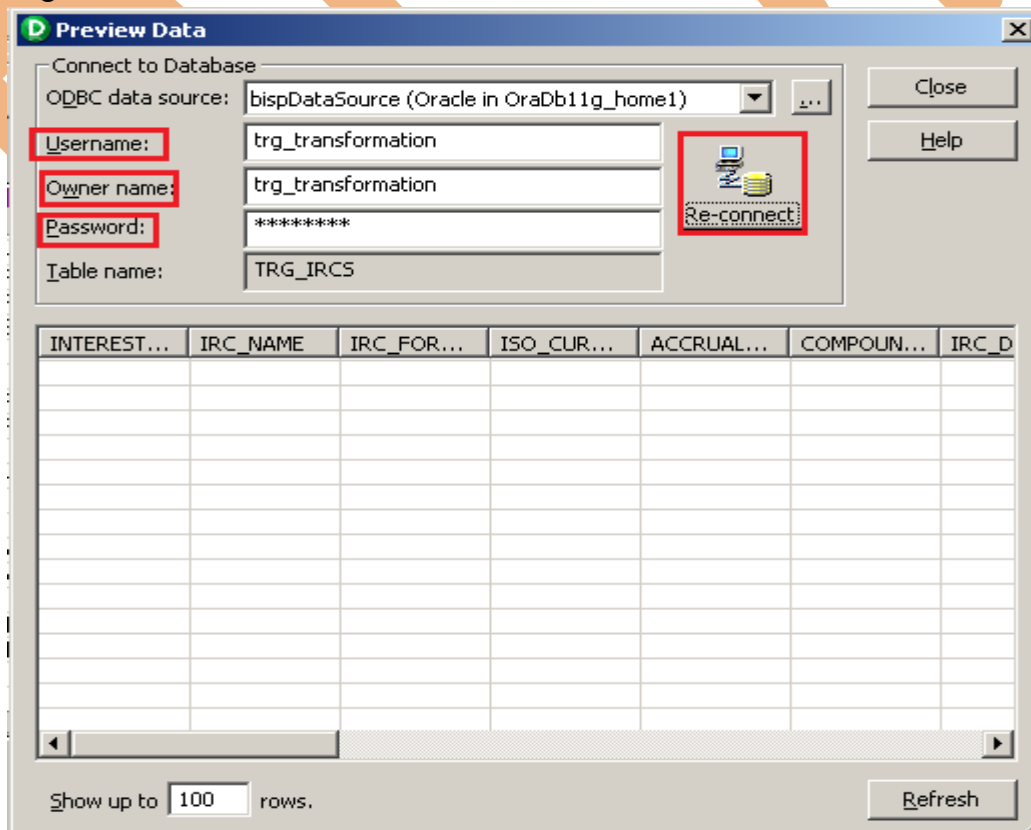 Preview Data
Connect to Database
ODBC data source: bispDataSource (Oracle in OraDb11g_home1) ...
Close
Username: trg_transformation
Help
Owner name: trg_transformation
Re-connect
Password: ********
Table name: TRG_IRCS
INTEREST... IRC_NAME IRC_FOR... ISO_CUR... ACCRUAL... COMPOUN... IRC_D
Show up to 100 rows.
Refresh